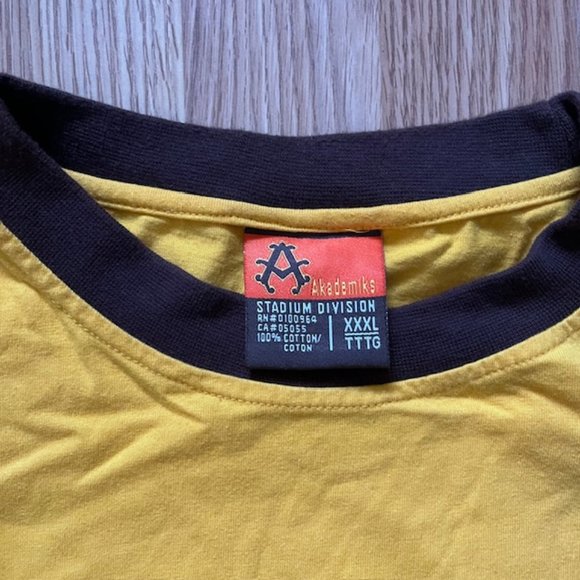 A
Akademiks
STADIUM DIVISION
RN#0100964
CA#05055
100% COTTON/
COTON
XXXL
TTTG